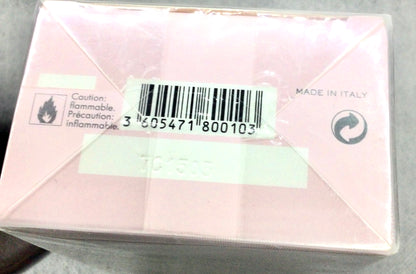 Caution:
flammable.
Précaution:
inflammable.
3 605471 800103
MADE IN ITALY